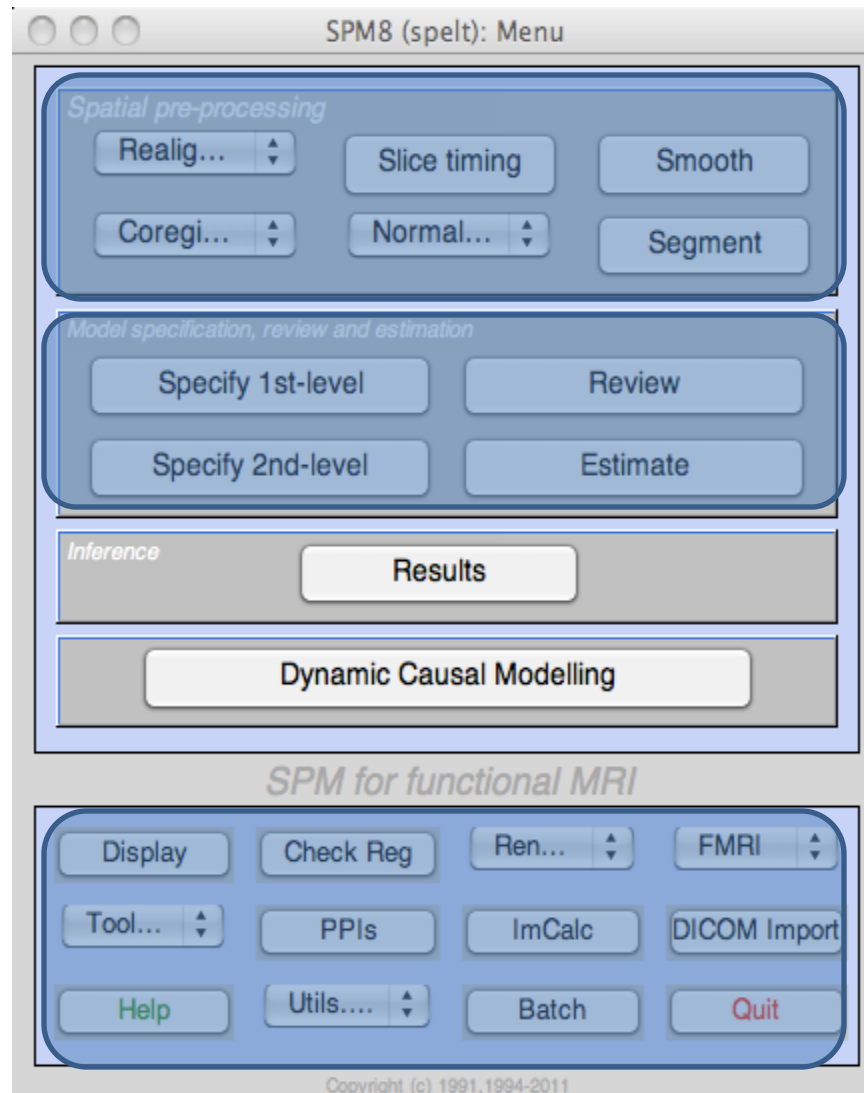 SPM8 (spelt): Menu
Spatial pre-processing
Realig... Slice timing Smooth
Coregi... Normal... Segment
Model specification, review and estimation
Specify 1st-level Review
Specify 2nd-level Estimate
Inference
Results
Dynamic Causal Modelling
SPM for functional MRI
Display Check Reg Ren... FMRI
Tool... PPIs ImCalc DICOM Import
Help Utils.... Batch Quit
Copyright (c) 1991,1994-2011